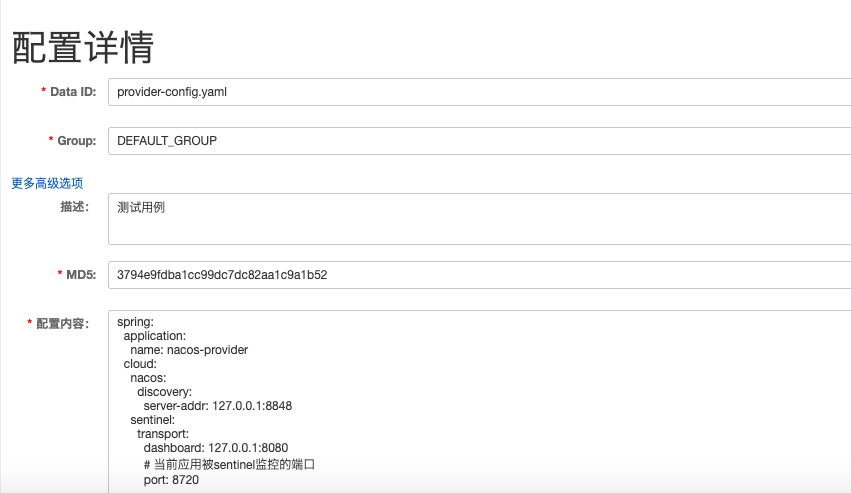 配置详情
* Data ID: provider-config.yaml
* Group: DEFAULT_GROUP
更多高级选项
描述: 测试用例
* MD5: 3794e9fdba1cc99dc7dc82aa1c9a1b52
* 配置内容: spring:
application:
name: nacos-provider
cloud:
nacos:
discovery:
server-addr: 127.0.0.1:8848
sentinel:
transport:
dashboard: 127.0.0.1:8080
# 当前应用被sentinel监控的端口
port: 8720